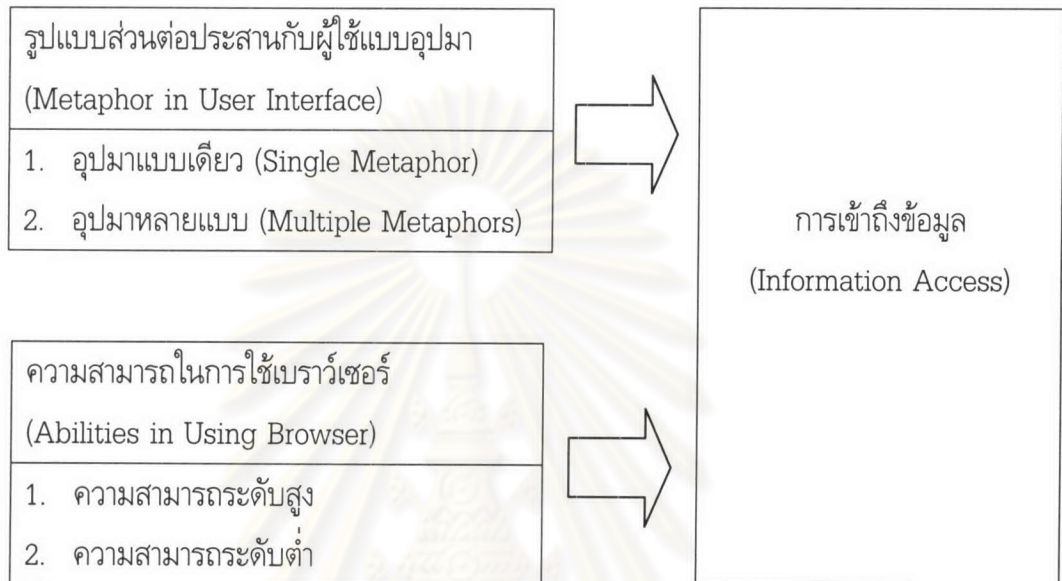 รูปแบบส่วนต่อประสานกับผู้ใช้แบบอุปมา
(Metaphor in User Interface)
1. อุปมาแบบเดียว (Single Metaphor)
2. อุปมาหลายแบบ (Multiple Metaphors)
การเข้าถึงข้อมูล
(Information Access)
ความสามารถในการใช้เบราว์เซอร์
(Abilities in Using Browser)
1. ความสามารถระดับสูง
2. ความสามารถระดับต่ำ